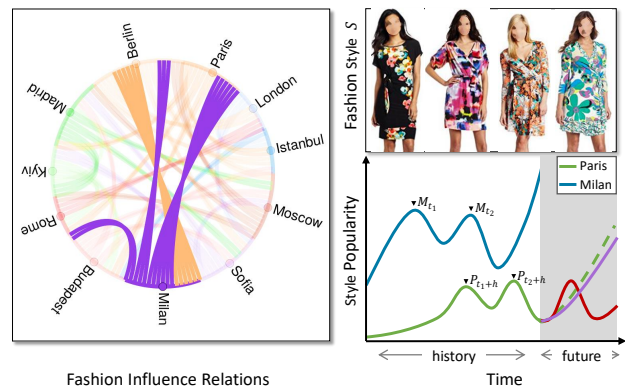 Berlin
Paris
London
Istanbul
Moscow
Sofia
Milan
Budapest
Rome
Kyiv
Madrid
Fashion Influence Relations
Fashion Style S
Paris
Milan
M_{t_1}
M_{t_2}
P_{t_1+h}
P_{t_2+h}
Style Popularity
history
future
Time